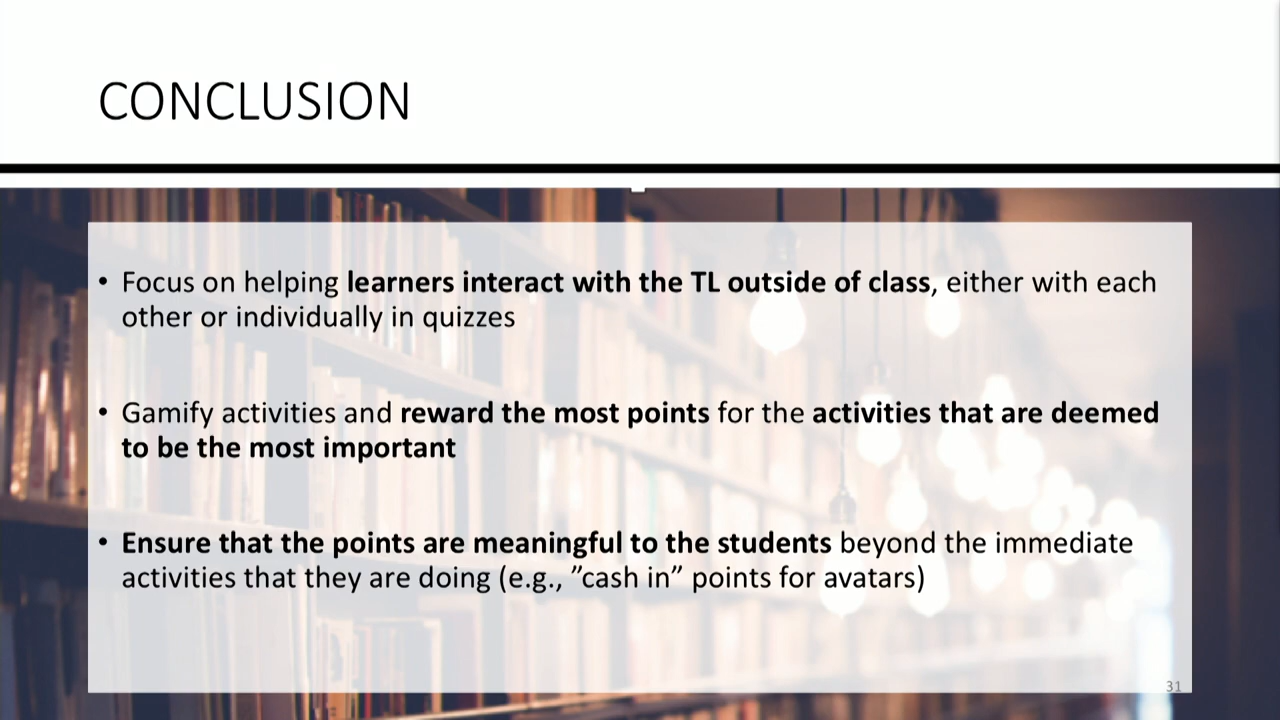 CONCLUSION
• Focus on helping learners interact with the TL outside of class, either with each
other or individually in quizzes
• Gamify activities and reward the most points for the activities that are deemed
to be the most important
• Ensure that the points are meaningful to the students beyond the immediate
activities that they are doing (e.g., ”cash in” points for avatars)
31